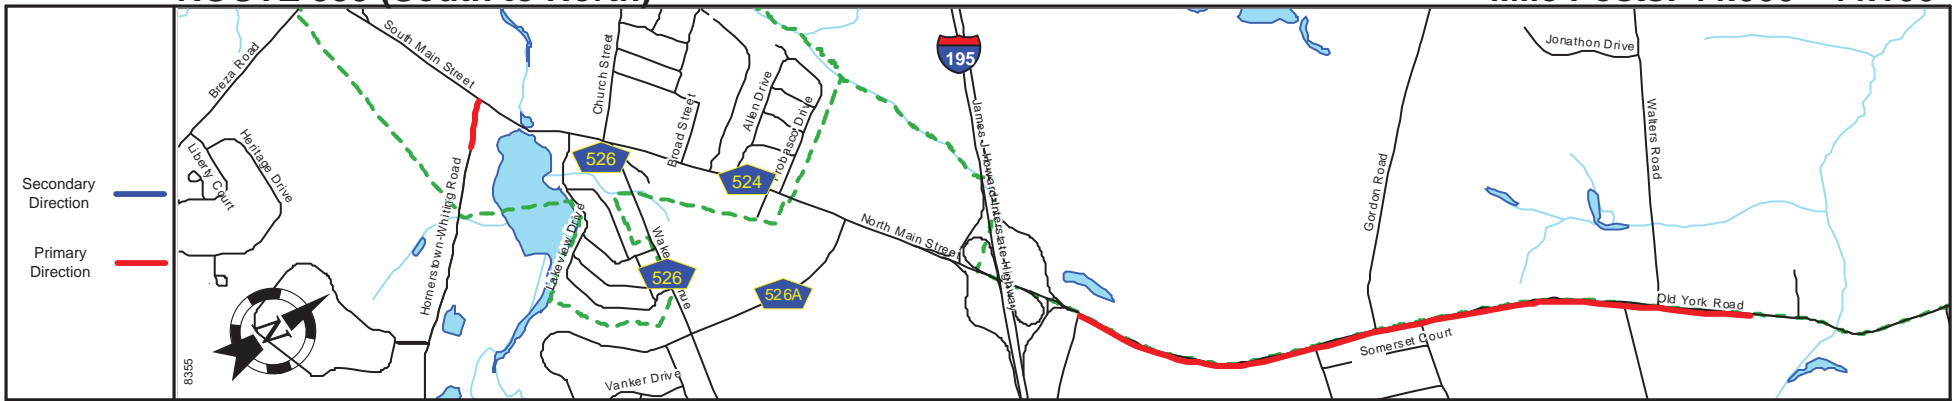 Secondary
Direction
Primary
Direction
Breza Road
South Main Street
Church Street
Broad Street
Allen Drive
Probasco Drive
195
James J Howard Interstate Highway
Jonathon Drive
Walters Road
Gordon Road
Heritage Drive
Liberty Court
Hornerstown-Whiting Road
Lakeview Drive
526
524
526
526A
North Main Street
Old York Road
Somerset Court
Vanker Drive
8355
N